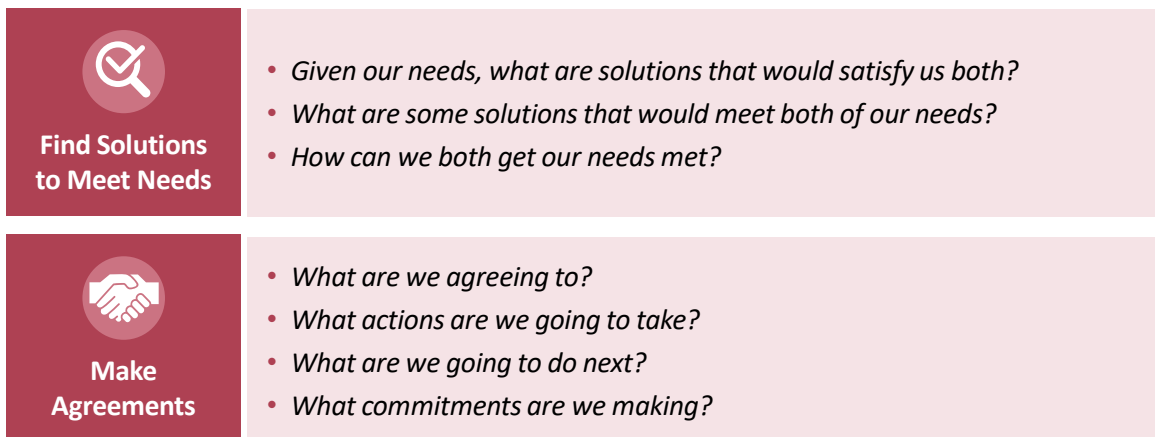 Find Solutions
to Meet Needs
• Given our needs, what are solutions that would satisfy us both?
• What are some solutions that would meet both of our needs?
• How can we both get our needs met?
Make
Agreements
• What are we agreeing to?
• What actions are we going to take?
• What are we going to do next?
• What commitments are we making?